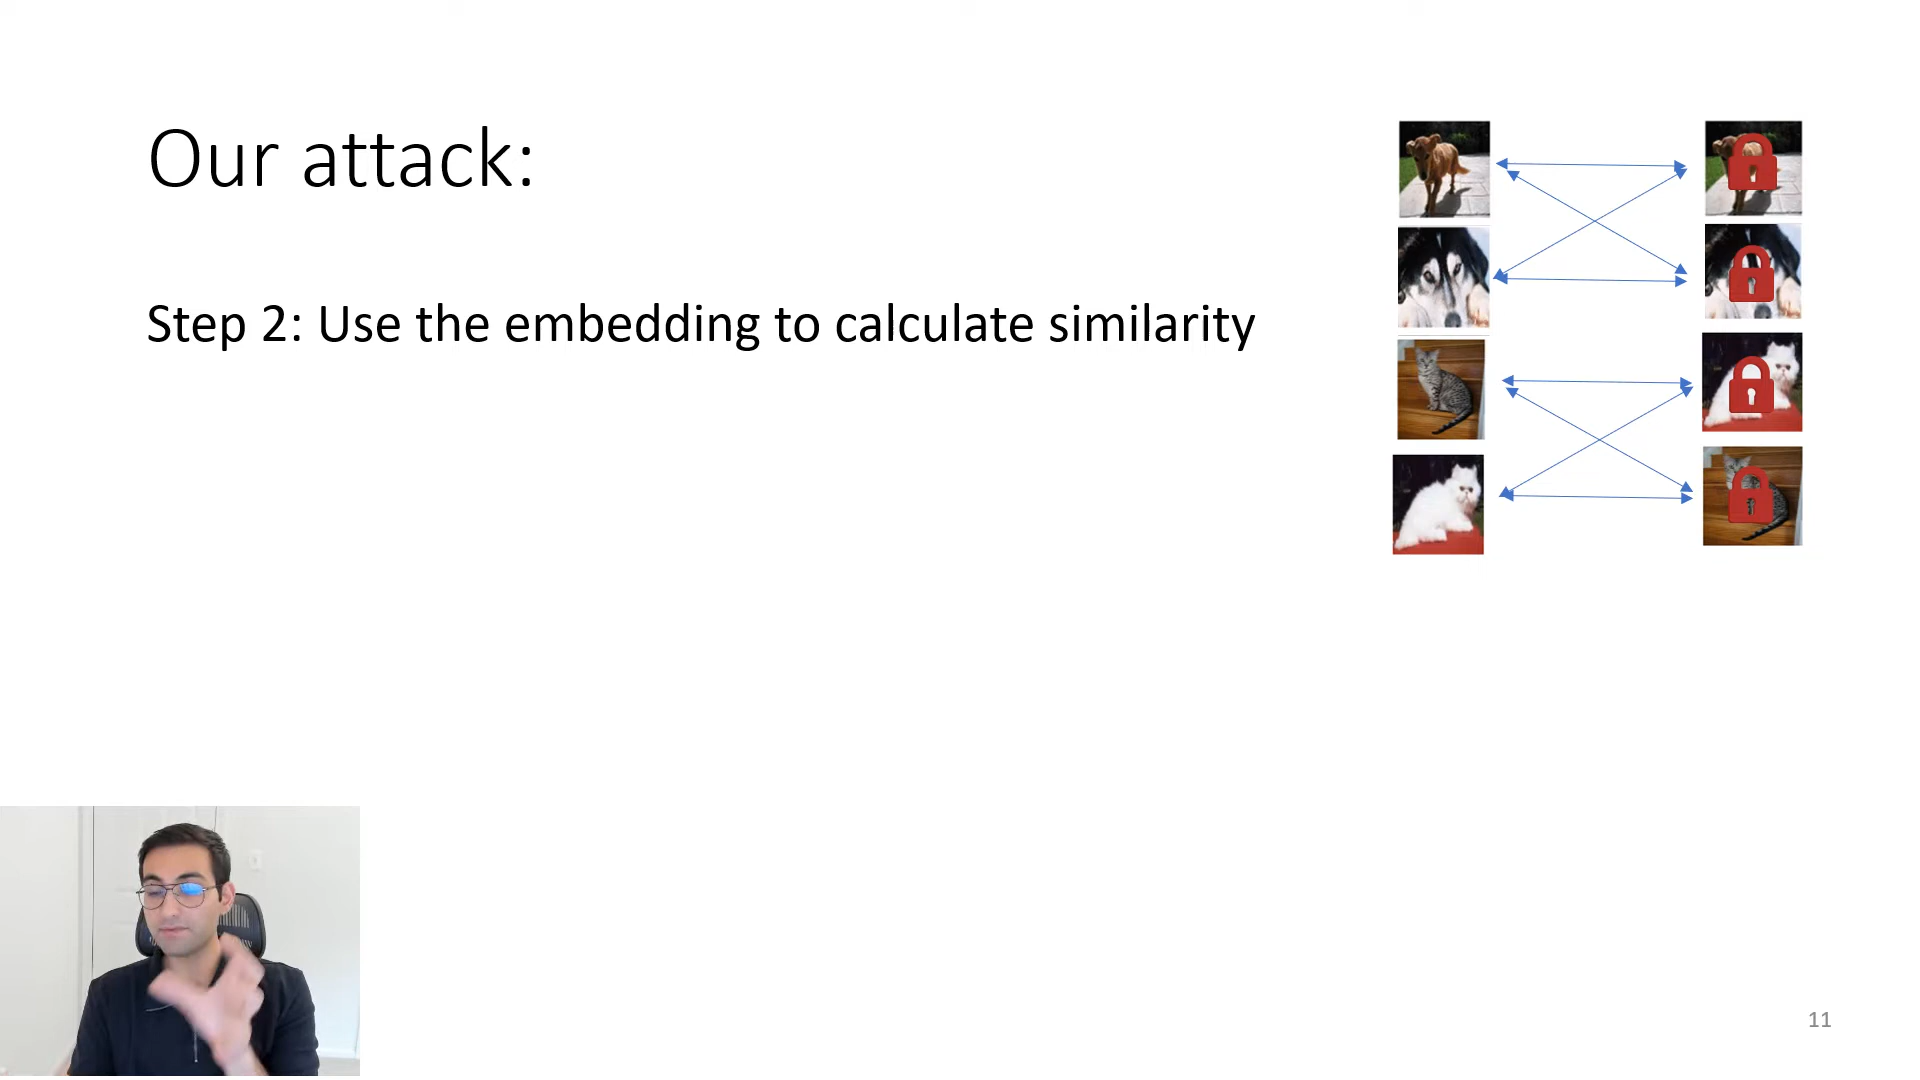 Our attack:
Step 2: Use the embedding to calculate similarity
11